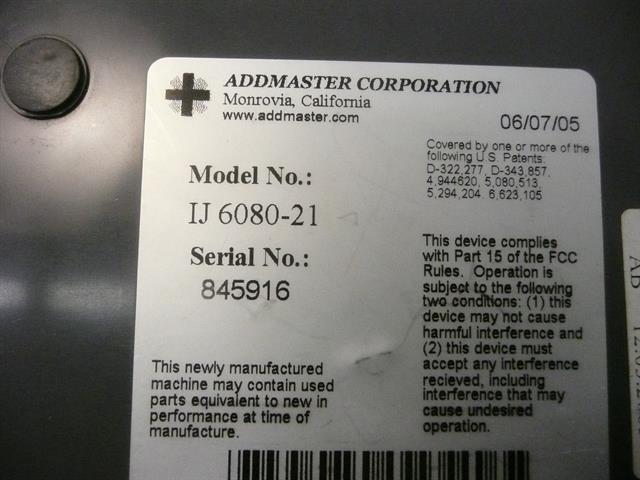 ADDMASTER CORPORATION
Monrovia, California
www.addmaster.com
06/07/05
Covered by one or more of the
following U.S. Patents:
D-322,277, D-343,857,
4,944620, 5,080,513,
5,294,204. 6,623,105
Model No.:
IJ 6080-21
Serial No.:
845916
This device complies
with Part 15 of the FCC
Rules. Operation is
subject to the following
two conditions: (1) this
device may not cause
harmful interference and
(2) this device must
accept any interference
recieved, including
interference that may
cause undesired
operation.
This newly manufactured
machine may contain used
parts equivalent to new in
performance at time of
manufacture.
AB